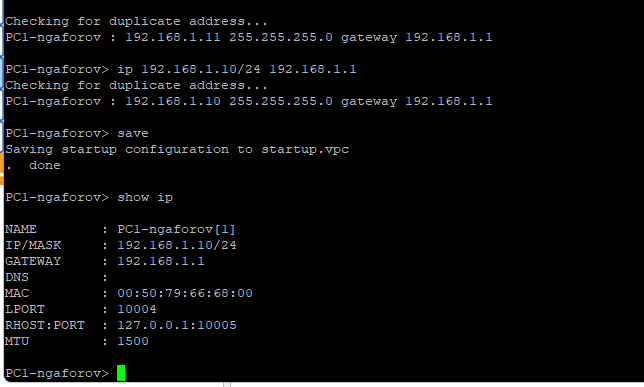 Checking for duplicate address...
PC1-ngaforov : 192.168.1.11 255.255.255.0 gateway 192.168.1.1
PC1-ngaforov> ip 192.168.1.10/24 192.168.1.1
Checking for duplicate address...
PC1-ngaforov : 192.168.1.10 255.255.255.0 gateway 192.168.1.1
PC1-ngaforov> save
Saving startup configuration to startup.vpc
.  done
PC1-ngaforov> show ip
NAME        : PC1-ngaforov[1]
IP/MASK     : 192.168.1.10/24
GATEWAY     : 192.168.1.1
DNS         :
MAC         : 00:50:79:66:68:00
LPORT       : 10004
RHOST:PORT  : 127.0.0.1:10005
MTU         : 1500
PC1-ngaforov>